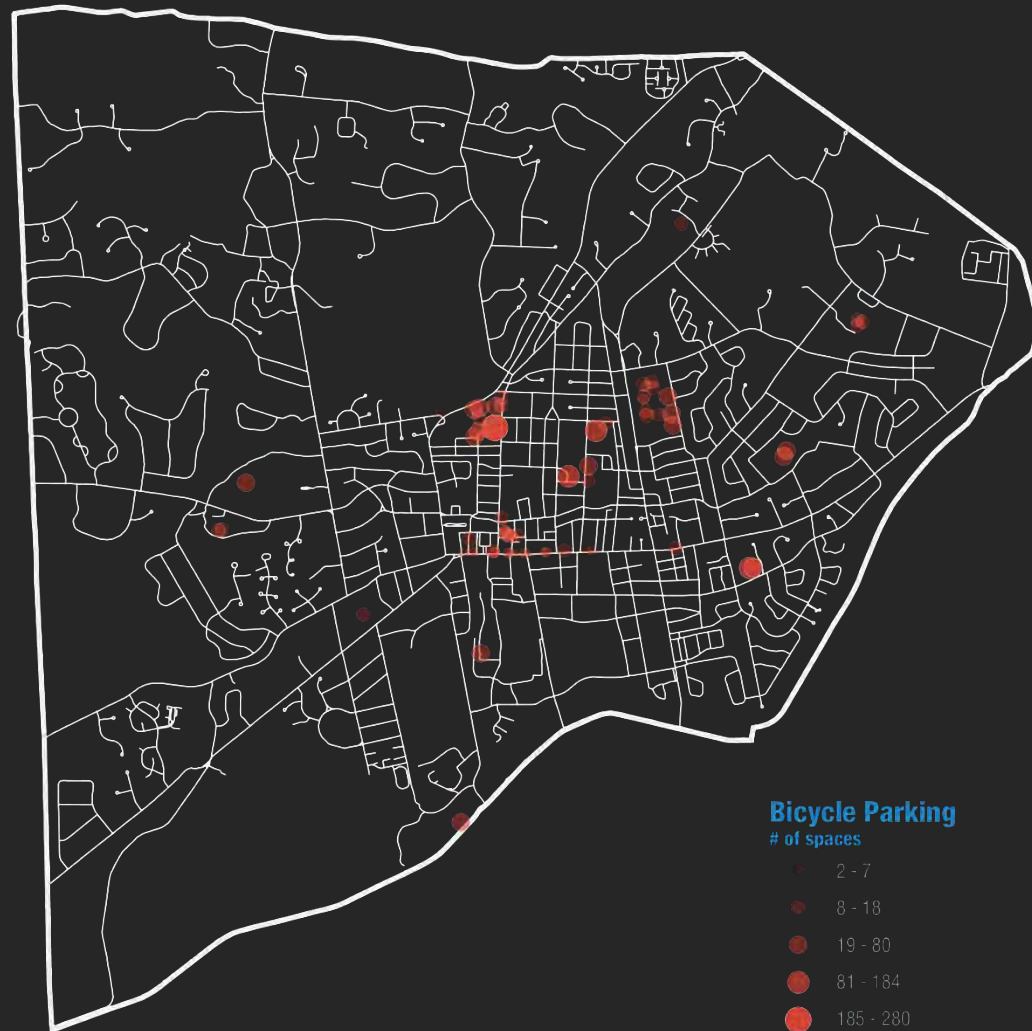 Bicycle Parking
# of spaces
2 - 7
8 - 18
19 - 80
81 - 184
185 - 280